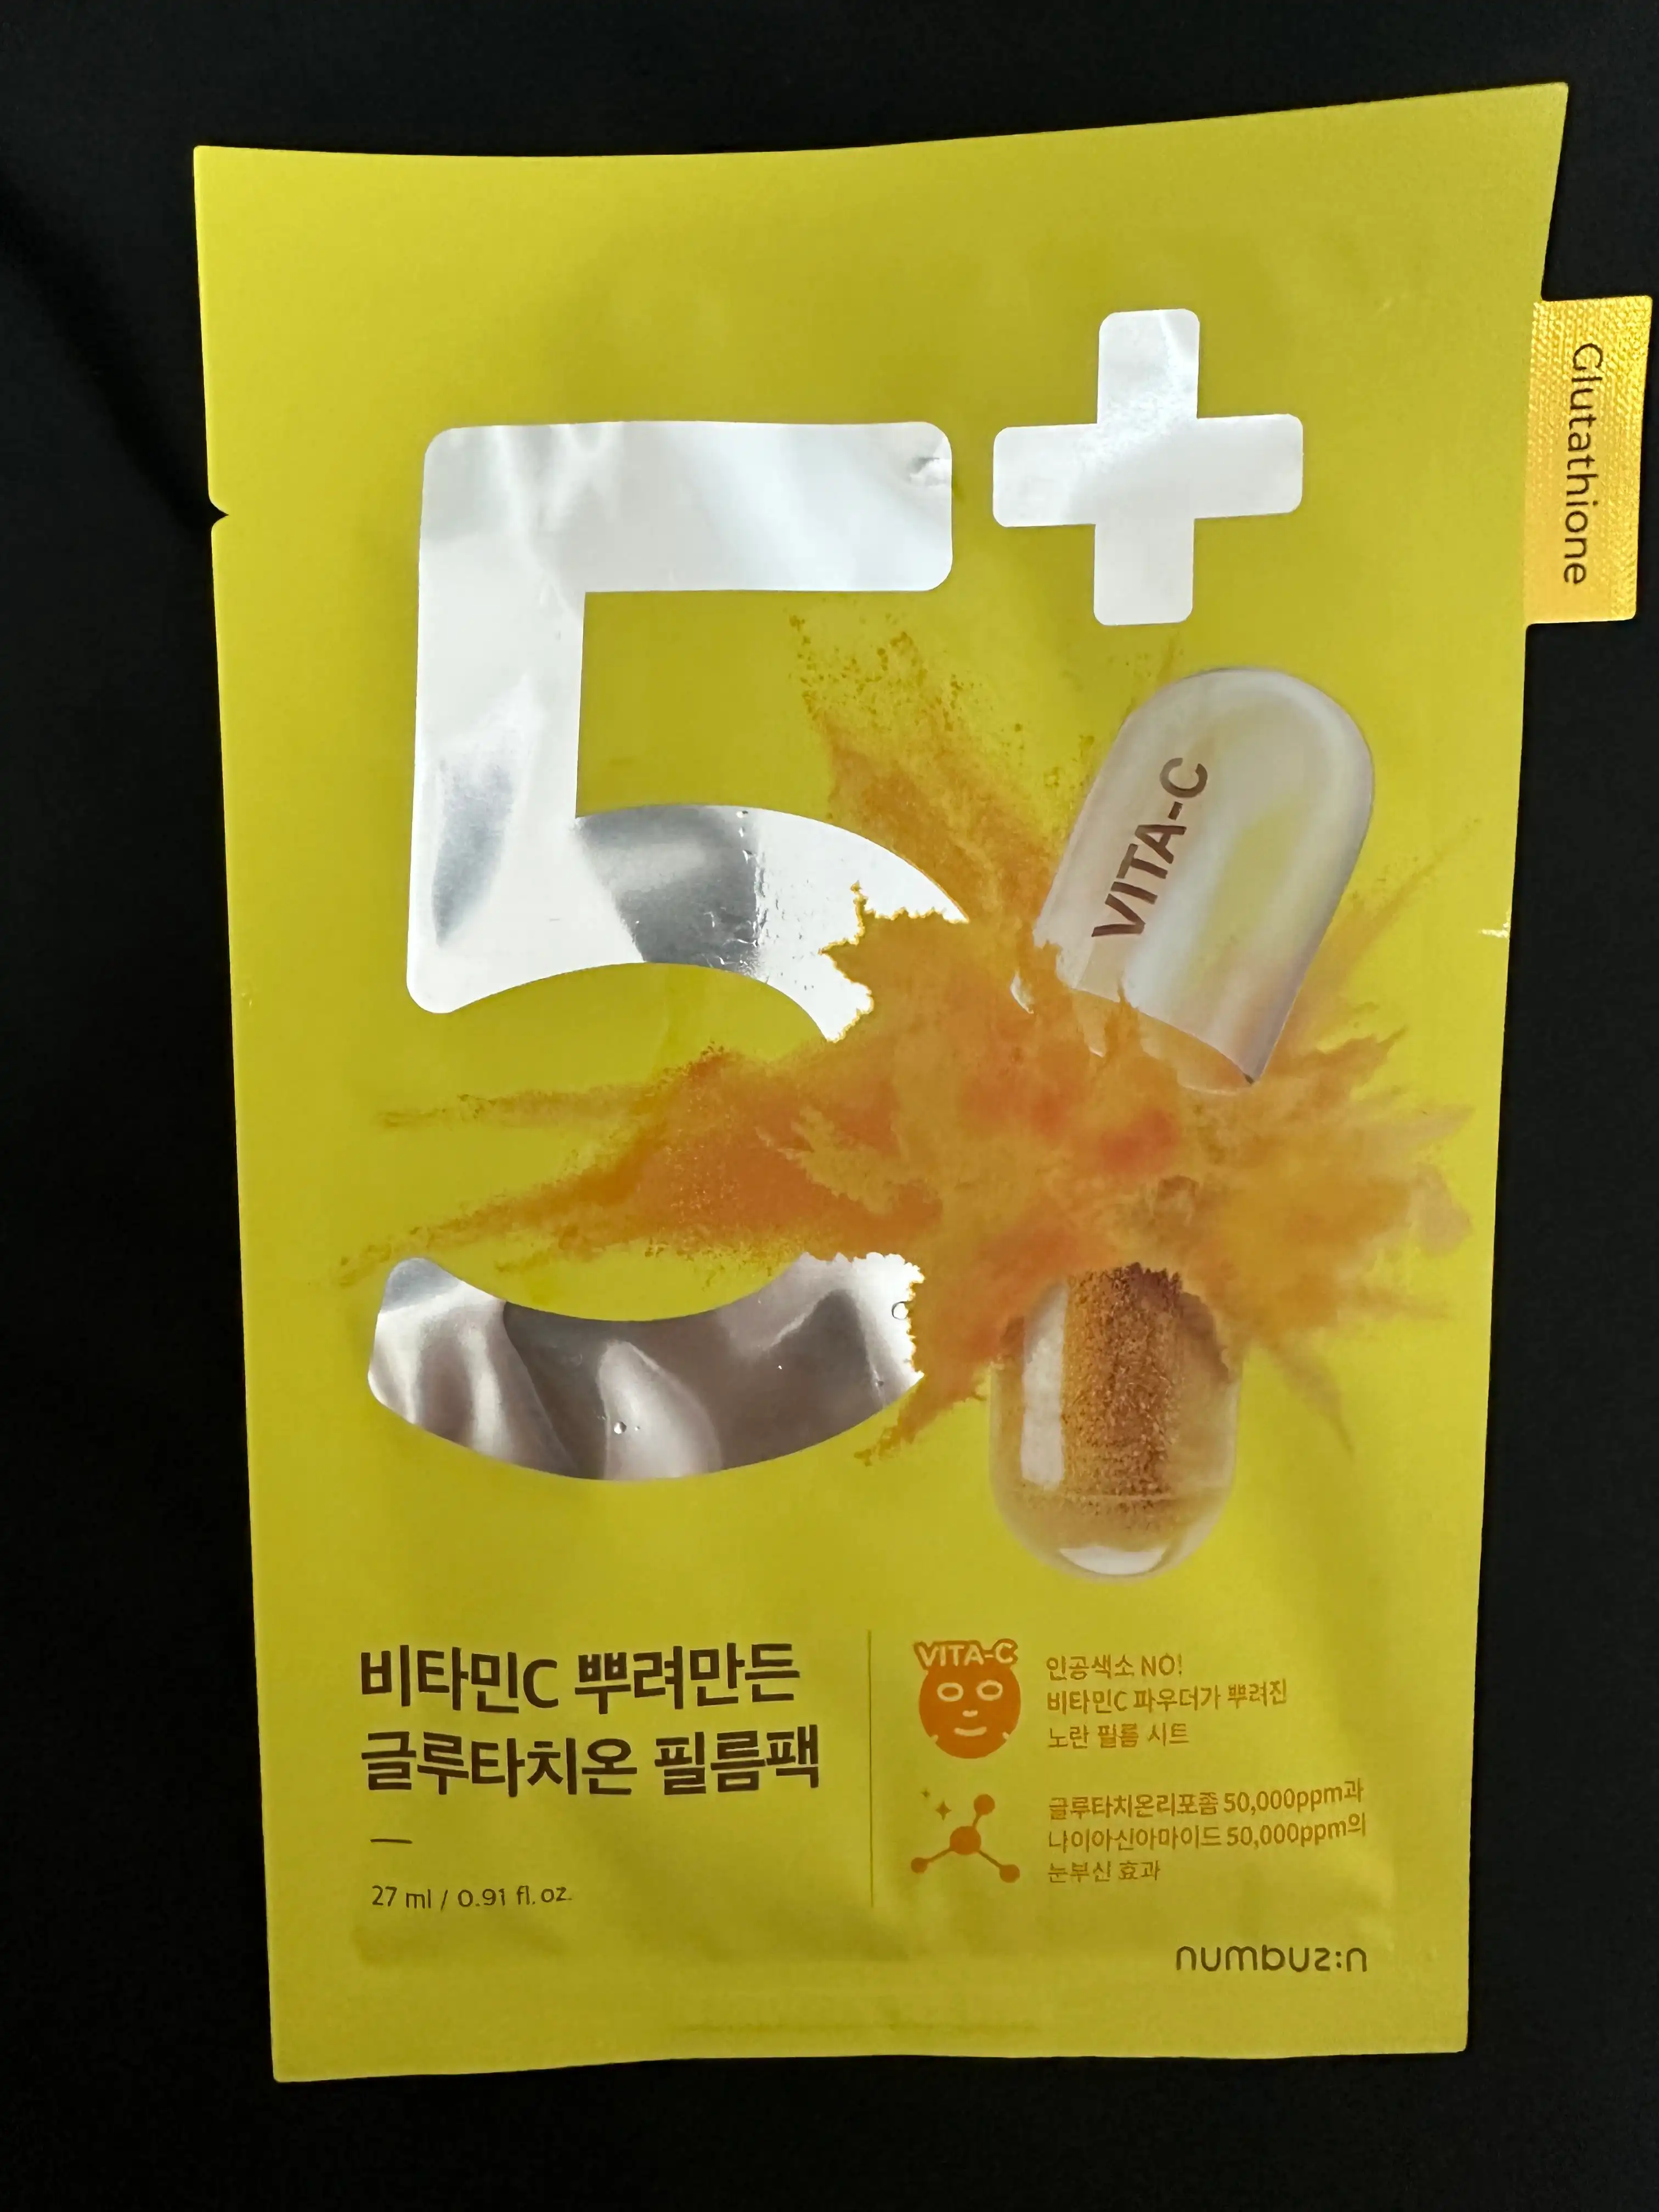 5+
Glutathione
VITA-C
비타민C 뿌려만든
글루타치온 필름팩
27 ml / 0.91 fl.oz.
VITA-C
인공색소 NO!
비타민C 파우더가 뿌려진
노란 필름 시트
글루타치온리포좀 50,000ppm과
나이아신아마이드 50,000ppm의
눈부신 효과
numbuz:n